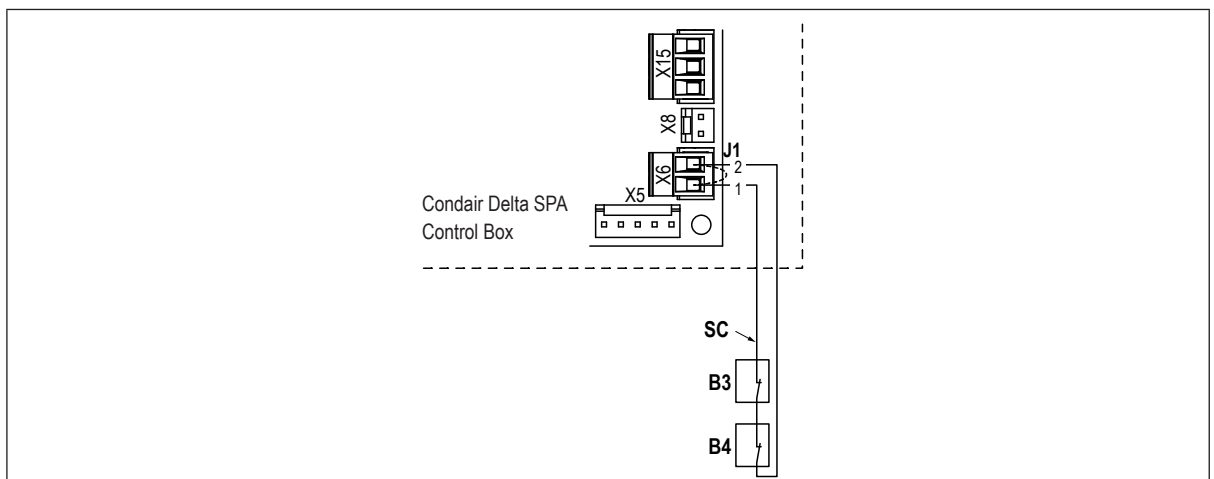 X15
X8
J1
X6
2
1
X5
Condair Delta SPA
Control Box
SC
B3
B4